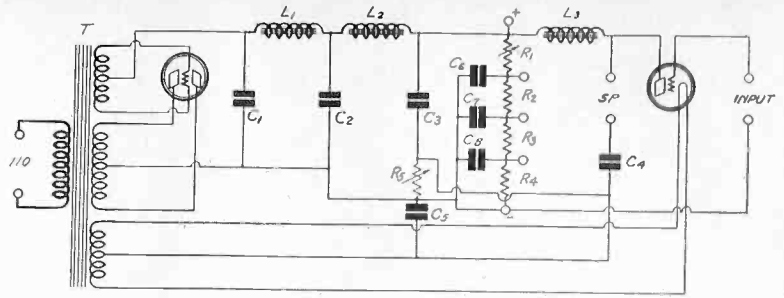 T
L1
L2
L3
+
R1
C6
R2
C7
SP
INPUT
C1
C2
C3
R3
C8
110
R5
R4
C4
C5
-